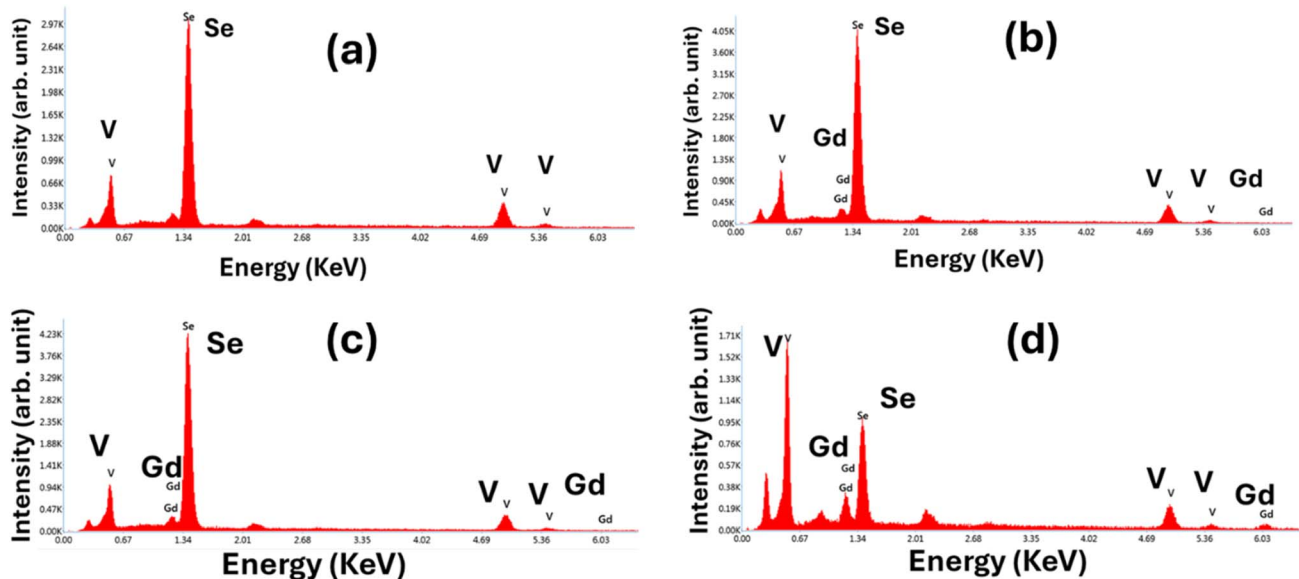 (a)
Intensity (arb. unit)
2.97K
2.64K
2.31K
1.98K
1.65K
1.32K
0.99K
0.66K
0.33K
0.00K
Se
Se
V
V
V V
V
V
0.00 0.67 1.34 2.01 2.68 3.35 4.02 4.69 5.36 6.03
Energy (KeV)
(b)
Intensity (arb. unit)
4.05K
3.60K
3.15K
2.70K
2.25K
1.80K
1.35K
0.90K
0.45K
0.00K
Se
Se
V
V
Gd
Gd
Gd
V V Gd
V
V
Gd
0.00 0.67 1.34 2.01 2.68 3.35 4.02 4.69 5.36 6.03
Energy (KeV)
(c)
Intensity (arb. unit)
4.23K
3.76K
3.29K
2.82K
2.35K
1.88K
1.41K
0.94K
0.47K
0.00K
Se
Se
V
V
Gd
Gd
Gd
V V Gd
V
V
Gd
0.00 0.67 1.34 2.01 2.68 3.35 4.02 4.69 5.36 6.03
Energy (KeV)
(d)
Intensity (arb. unit)
1.71K
1.52K
1.33K
1.14K
0.95K
0.76K
0.57K
0.38K
0.19K
0.00K
V
V
Se
Se
Gd
Gd
Gd
V V Gd
V
V
Gd
0.00 0.67 1.34 2.01 2.68 3.35 4.02 4.69 5.36 6.03
Energy (KeV)